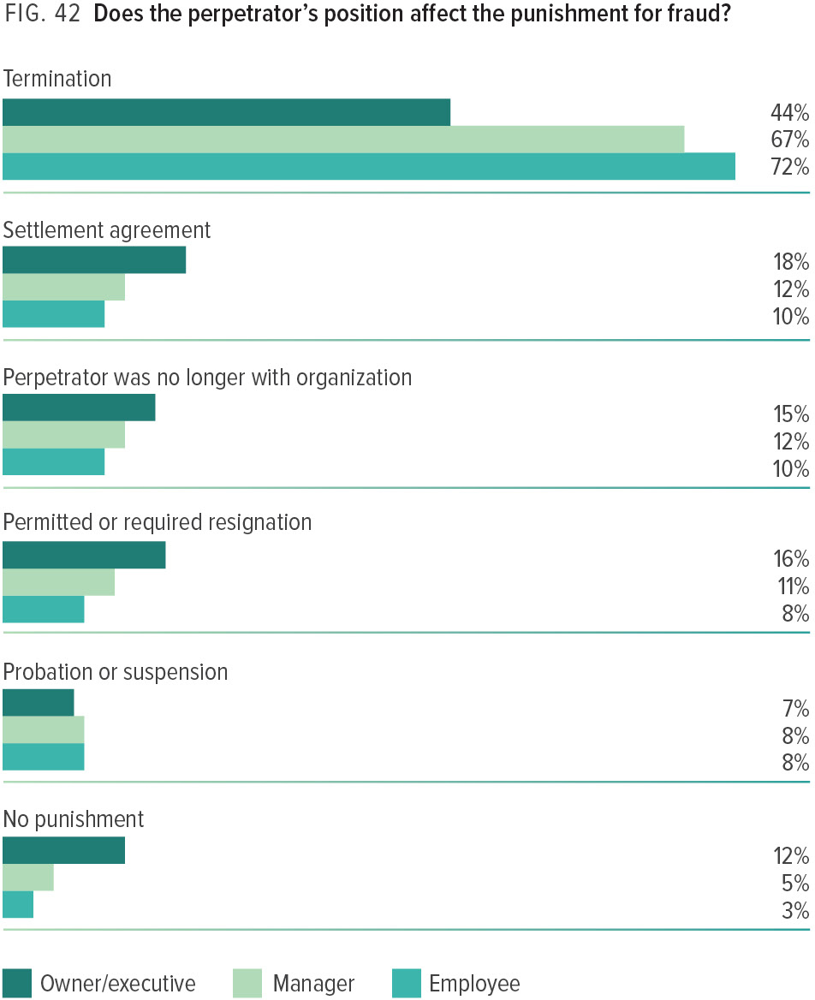 FIG. 42 Does the perpetrator’s position affect the punishment for fraud?
Termination
44%
67%
72%
Settlement agreement
18%
12%
10%
Perpetrator was no longer with organization
15%
12%
10%
Permitted or required resignation
16%
11%
8%
Probation or suspension
7%
8%
8%
No punishment
12%
5%
3%
Owner/executive Manager Employee